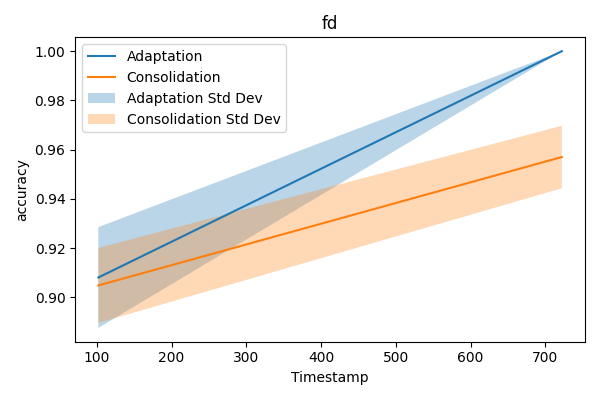 fd
Adaptation
Consolidation
Adaptation Std Dev
Consolidation Std Dev
accuracy
1.00
0.98
0.96
0.94
0.92
0.90
100 200 300 400 500 600 700
Timestamp